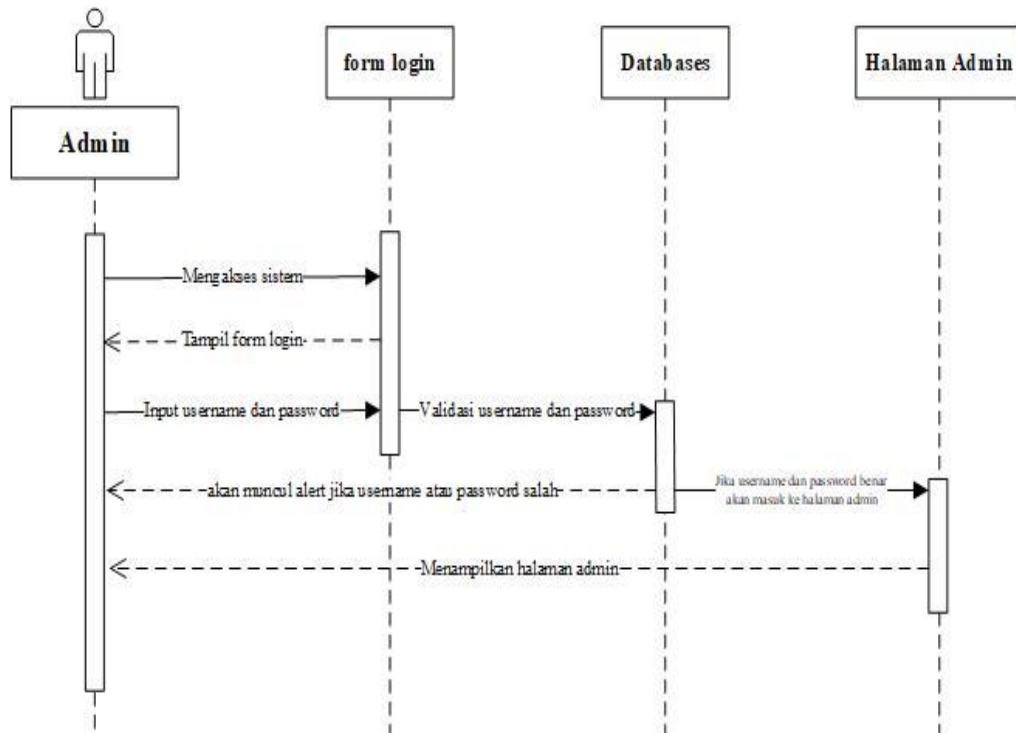 form login
Databases
Halaman Admin
Admin
Mengakses sistem
Tampil form login
Input username dan password
Validasi username dan password
akan muncul alert jika username atau password salah
Jika username dan password benar
akan masuk ke halaman admin
Menampilkan halaman admin